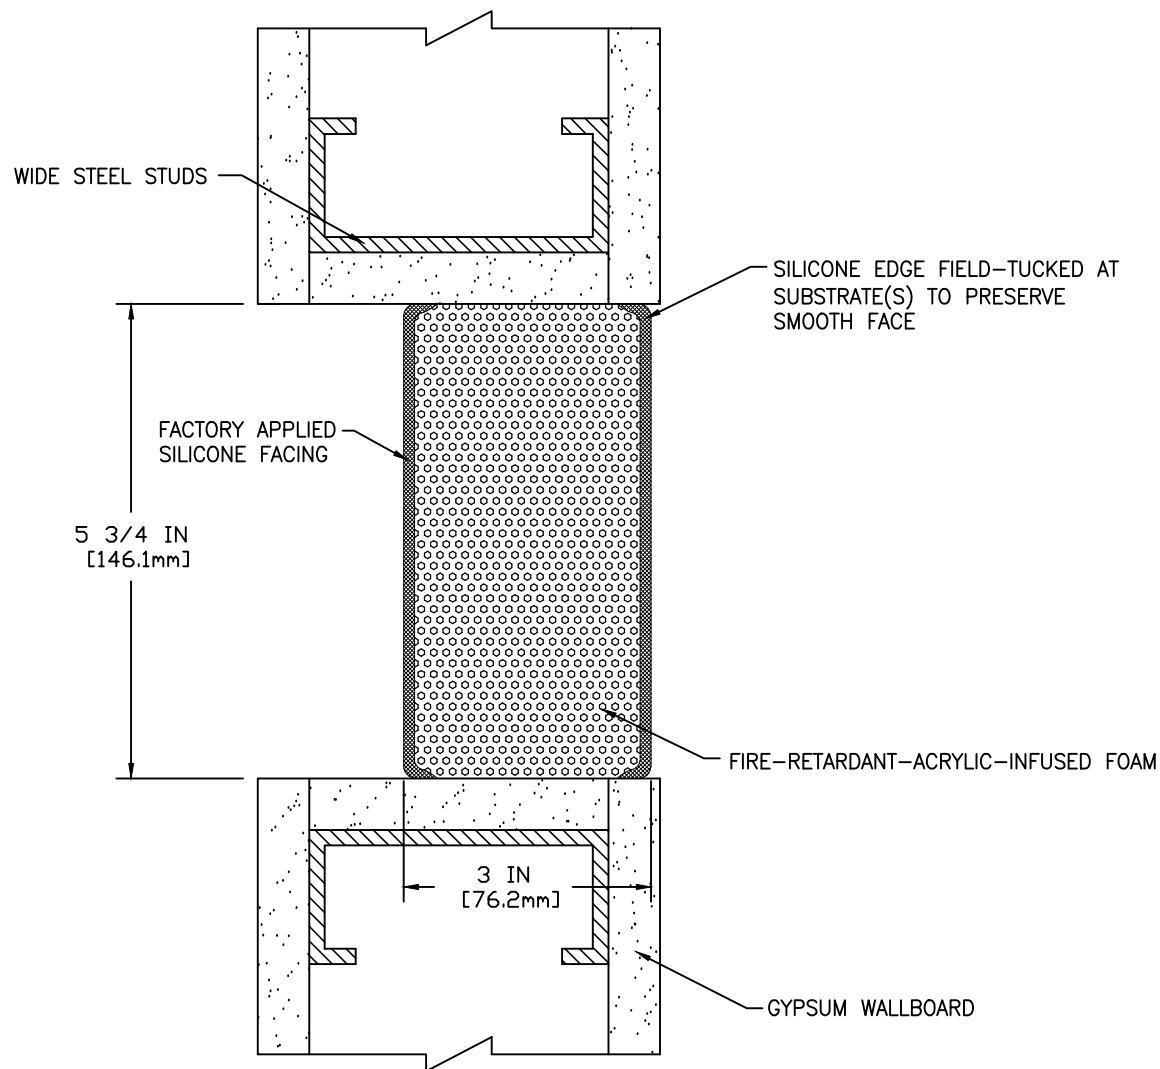 WIDE STEEL STUDS
SILICONE EDGE FIELD-TUCKED AT
SUBSTRATE(S) TO PRESERVE
SMOOTH FACE
FACTORY APPLIED
SILICONE FACING
5 3/4 IN
[146.1mm]
FIRE-RETARDANT-ACRYLIC-INFUSED FOAM
3 IN
[76.2mm]
GYPSUM WALLBOARD